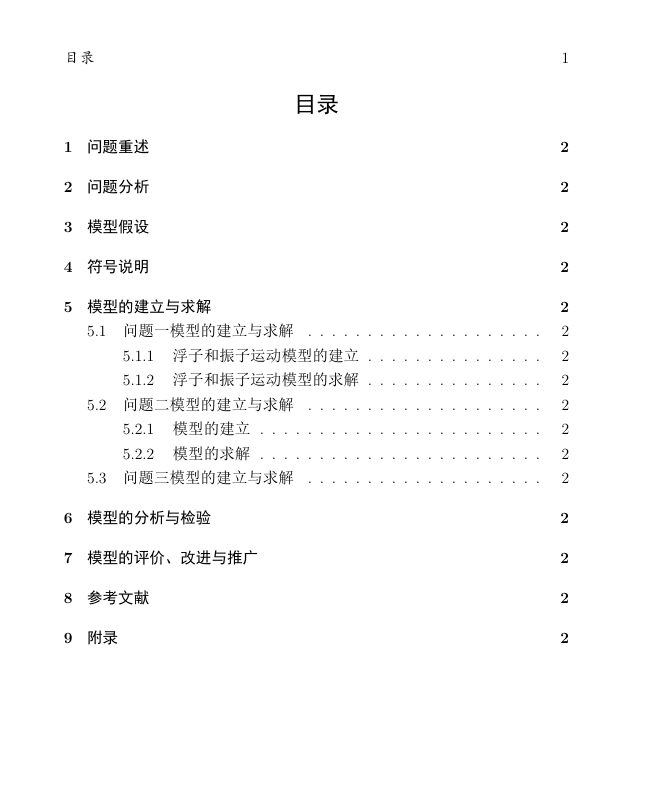 目录 1
目录
1 问题重述 2
2 问题分析 2
3 模型假设 2
4 符号说明 2
5 模型的建立与求解 2
5.1 问题一模型的建立与求解 . . . . . . . . . . . . . . . . . . . . 2
5.1.1 浮子和振子运动模型的建立 . . . . . . . . . . . . . . . 2
5.1.2 浮子和振子运动模型的求解 . . . . . . . . . . . . . . . 2
5.2 问题二模型的建立与求解 . . . . . . . . . . . . . . . . . . . . 2
5.2.1 模型的建立 . . . . . . . . . . . . . . . . . . . . . . . . 2
5.2.2 模型的求解 . . . . . . . . . . . . . . . . . . . . . . . . 2
5.3 问题三模型的建立与求解 . . . . . . . . . . . . . . . . . . . . 2
6 模型的分析与检验 2
7 模型的评价、改进与推广 2
8 参考文献 2
9 附录 2